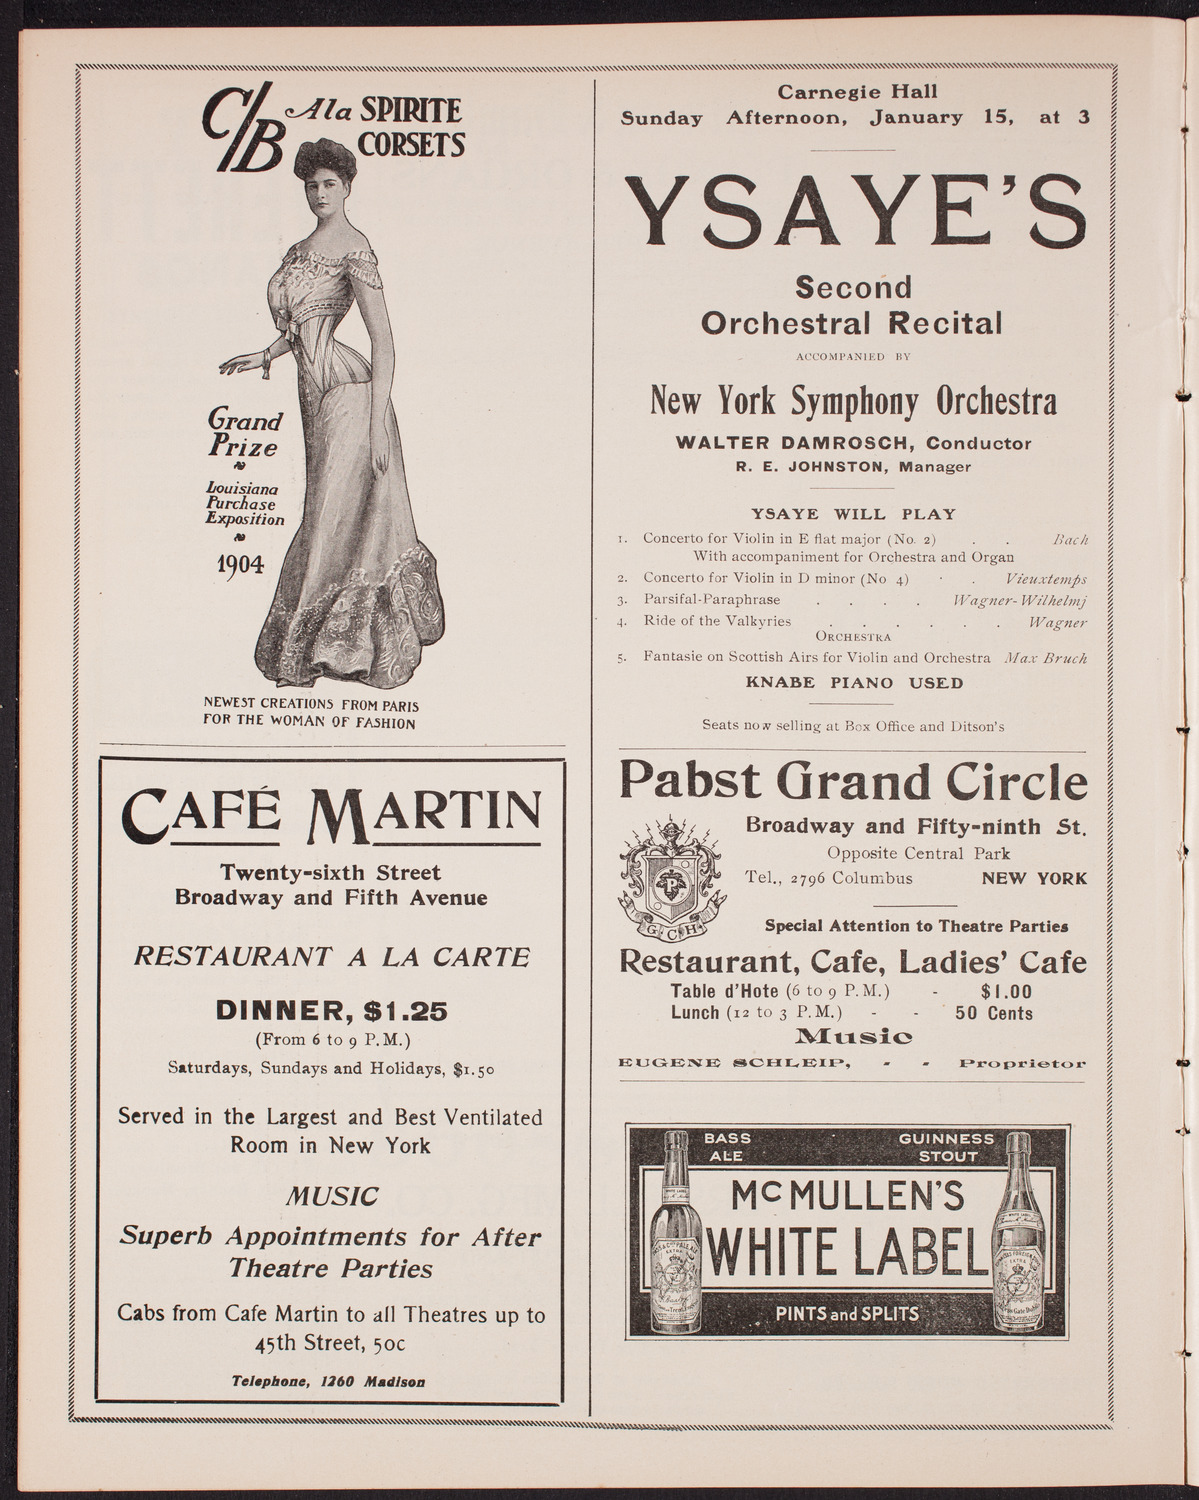 C/B Ala SPIRITE
CORSETS
Grand
Prize
Louisiana
Purchase
Exposition
1904
NEWEST CREATIONS FROM PARIS
FOR THE WOMAN OF FASHION
CAFÉ MARTIN
Twenty-sixth Street
Broadway and Fifth Avenue
RESTAURANT A LA CARTE
DINNER, $1.25
(From 6 to 9 P.M.)
Saturdays, Sundays and Holidays, $1.50
Served in the Largest and Best Ventilated
Room in New York
MUSIC
Superb Appointments for After
Theatre Parties
Cabs from Cafe Martin to all Theatres up to
45th Street, 50c
Telephone, 1260 Madison
Carnegie Hall
Sunday Afternoon, January 15, at 3
YSAYE'S
Second
Orchestral Recital
ACCOMPANIED BY
New York Symphony Orchestra
WALTER DAMROSCH, Conductor
R. E. JOHNSTON, Manager
YSAYE WILL PLAY
1. Concerto for Violin in E flat major (No. 2) . . Bach
With accompaniment for Orchestra and Organ
2. Concerto for Violin in D minor (No 4) . . Vieuxtemps
3. Parsifal-Paraphrase . . . . Wagner-Wilhelmj
4. Ride of the Valkyries . . . . . . Wagner
ORCHESTRA
5. Fantasie on Scottish Airs for Violin and Orchestra Max Bruch
KNABE PIANO USED
Seats now selling at Box Office and Ditson's
Pabst Grand Circle
Broadway and Fifty-ninth St.
Opposite Central Park
Tel., 2796 Columbus NEW YORK
P
G C H
Special Attention to Theatre Parties
Restaurant, Cafe, Ladies' Cafe
Table d'Hote (6 to 9 P.M.) - $1.00
Lunch (12 to 3 P.M.) - - 50 Cents
Music
EUGENE SCHLEIP, - - Proprietor
BASS
ALE
GUINNESS
STOUT
McMULLEN'S
WHITE LABEL
PINTS and SPLITS